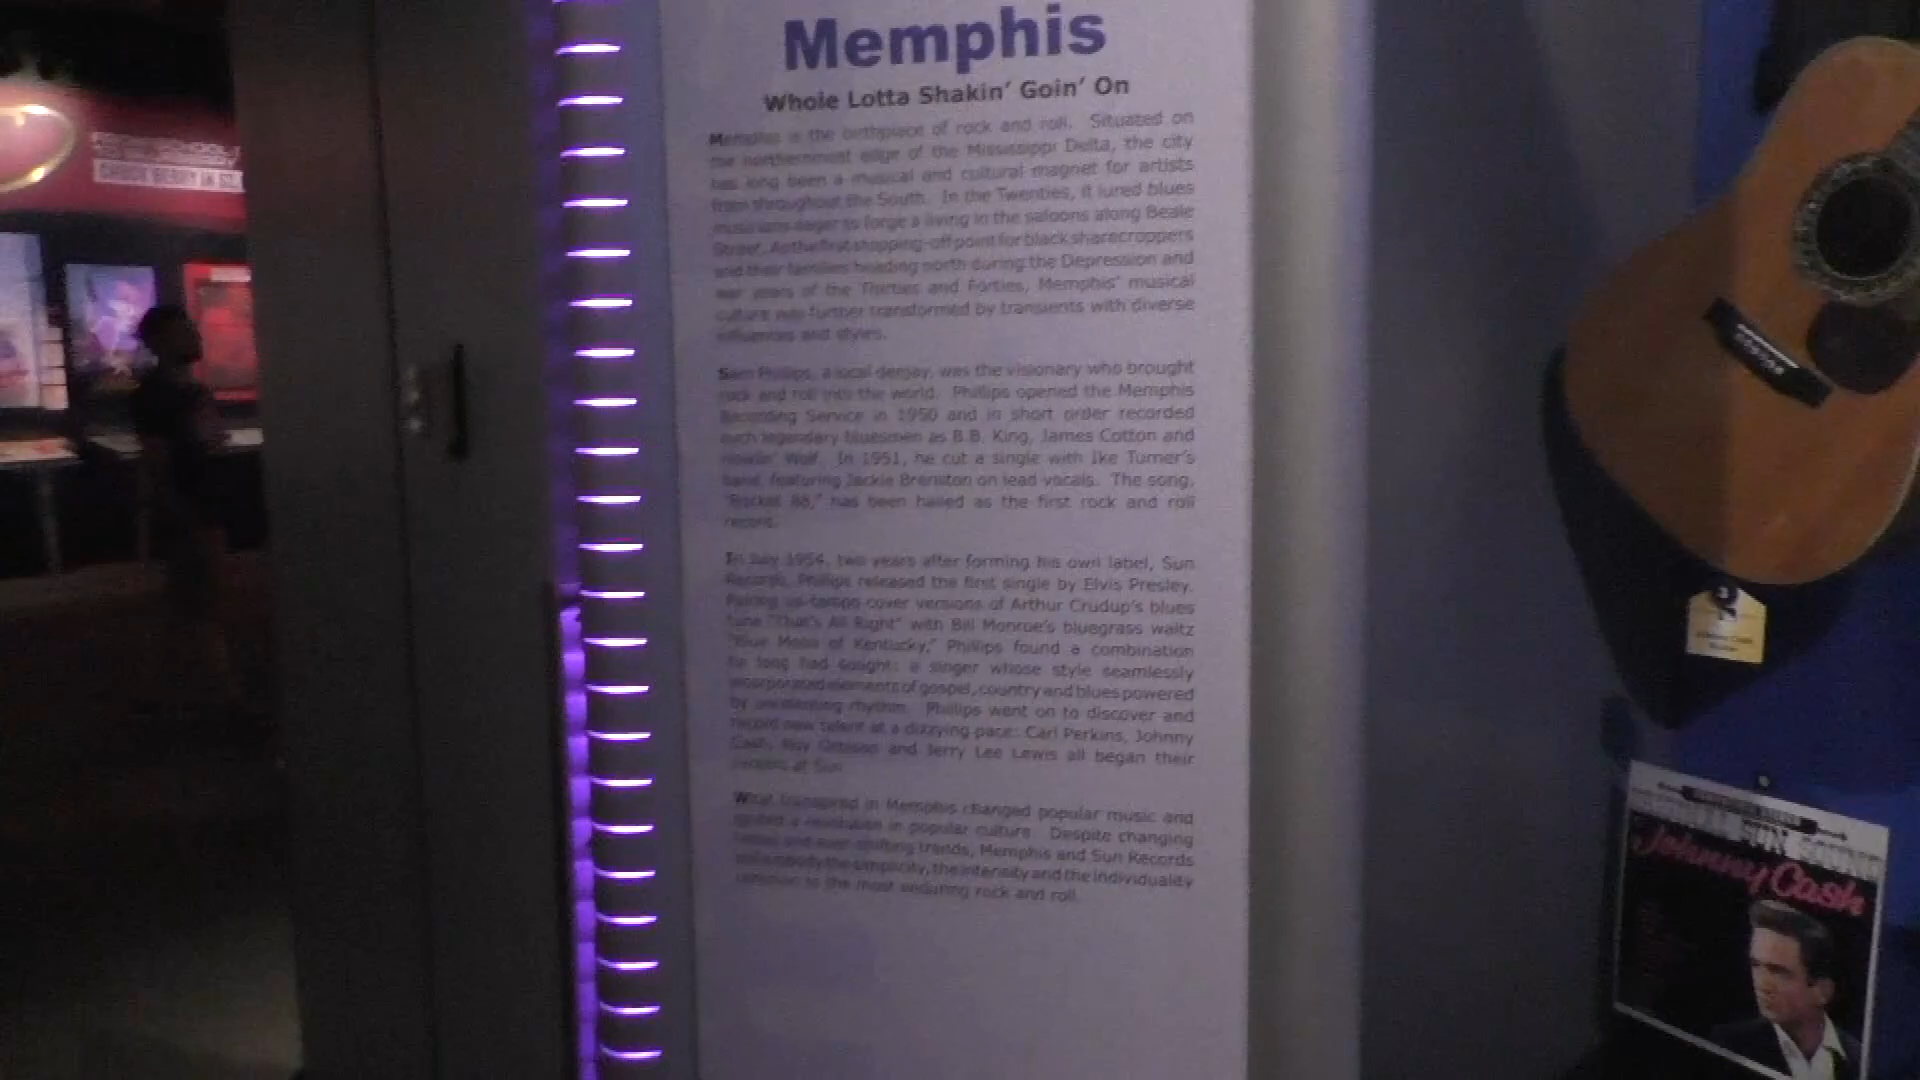 Memphis
Whole Lotta Shakin' Goin' On
Memphis is the birthplace of rock and roll. Situated on
the northernmost edge of the Mississippi Delta, the city
has long been a musical and cultural magnet for artists
from throughout the South. In the Twenties, it lured blues
musicians eager to forge a living in the saloons along Beale
Street. As the first stopping-off point for black sharecroppers
and their families heading north during the Depression and
war years of the Thirties and Forties, Memphis' musical
culture was further transformed by transients with diverse
influences and styles.
Sam Phillips, a local deejay, was the visionary who brought
rock and roll into the world. Phillips opened the Memphis
Recording Service in 1950 and in short order recorded
such legendary bluesmen as B.B. King, James Cotton and
Howlin' Wolf. In 1951, he cut a single with Ike Turner's
band, featuring Jackie Brenston on lead vocals. The song,
"Rocket 88," has been hailed as the first rock and roll
record.
In July 1954, two years after forming his own label, Sun
Records, Phillips released the first single by Elvis Presley.
Pairing up-tempo cover versions of Arthur Crudup's blues
tune "That's All Right" with Bill Monroe's bluegrass waltz
"Blue Moon of Kentucky," Phillips found a combination
he long had sought: a singer whose style seamlessly
incorporated elements of gospel, country and blues powered
by unrelenting rhythm. Phillips went on to discover and
record new talent at a dizzying pace: Carl Perkins, Johnny
Cash, Roy Orbison and Jerry Lee Lewis all began their
careers at Sun.
What transpired in Memphis changed popular music and
ignited a revolution in popular culture. Despite changing
times and ever-shifting trends, Memphis and Sun Records
still embody the simplicity, the intensity and the individuality
common to the most enduring rock and roll.
CHUCK BERRY IN ST.
SUN SOUND
Johnny Cash